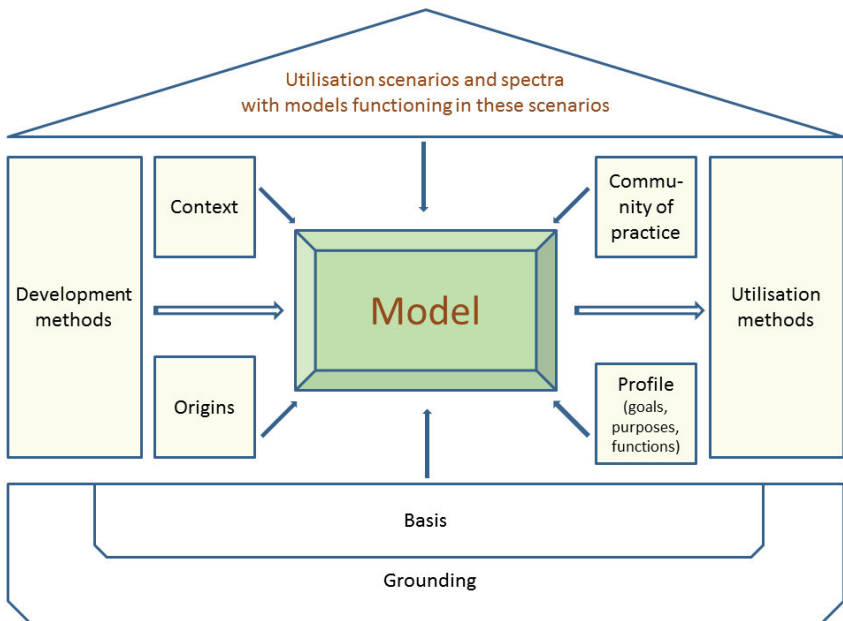 Utilisation scenarios and spectra
with models functioning in these scenarios
Development
methods
Context
Origins
Model
Commu-
nity of
practice
Profile
(goals,
purposes,
functions)
Utilisation
methods
Basis
Grounding